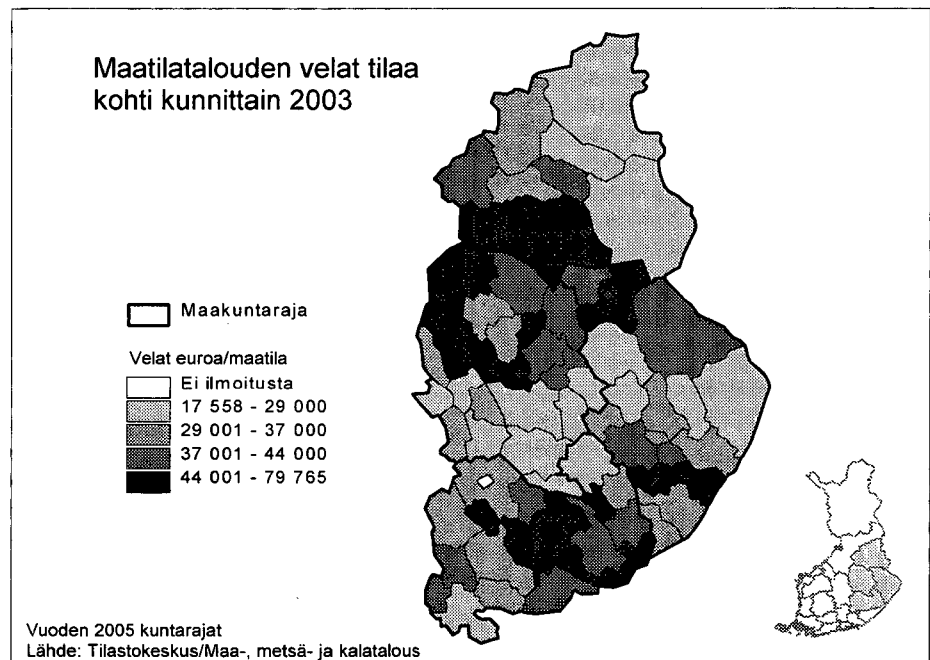 Maatilatalouden velat tilaa
kohti kunnittain 2003
Maakuntaraja
Velat euroa/maatila
Ei ilmoitusta
17 558 - 29 000
29 001 - 37 000
37 001 - 44 000
44 001 - 79 765
Vuoden 2005 kuntarajat
Lähde: Tilastokeskus/Maa-, metsä- ja kalatalous